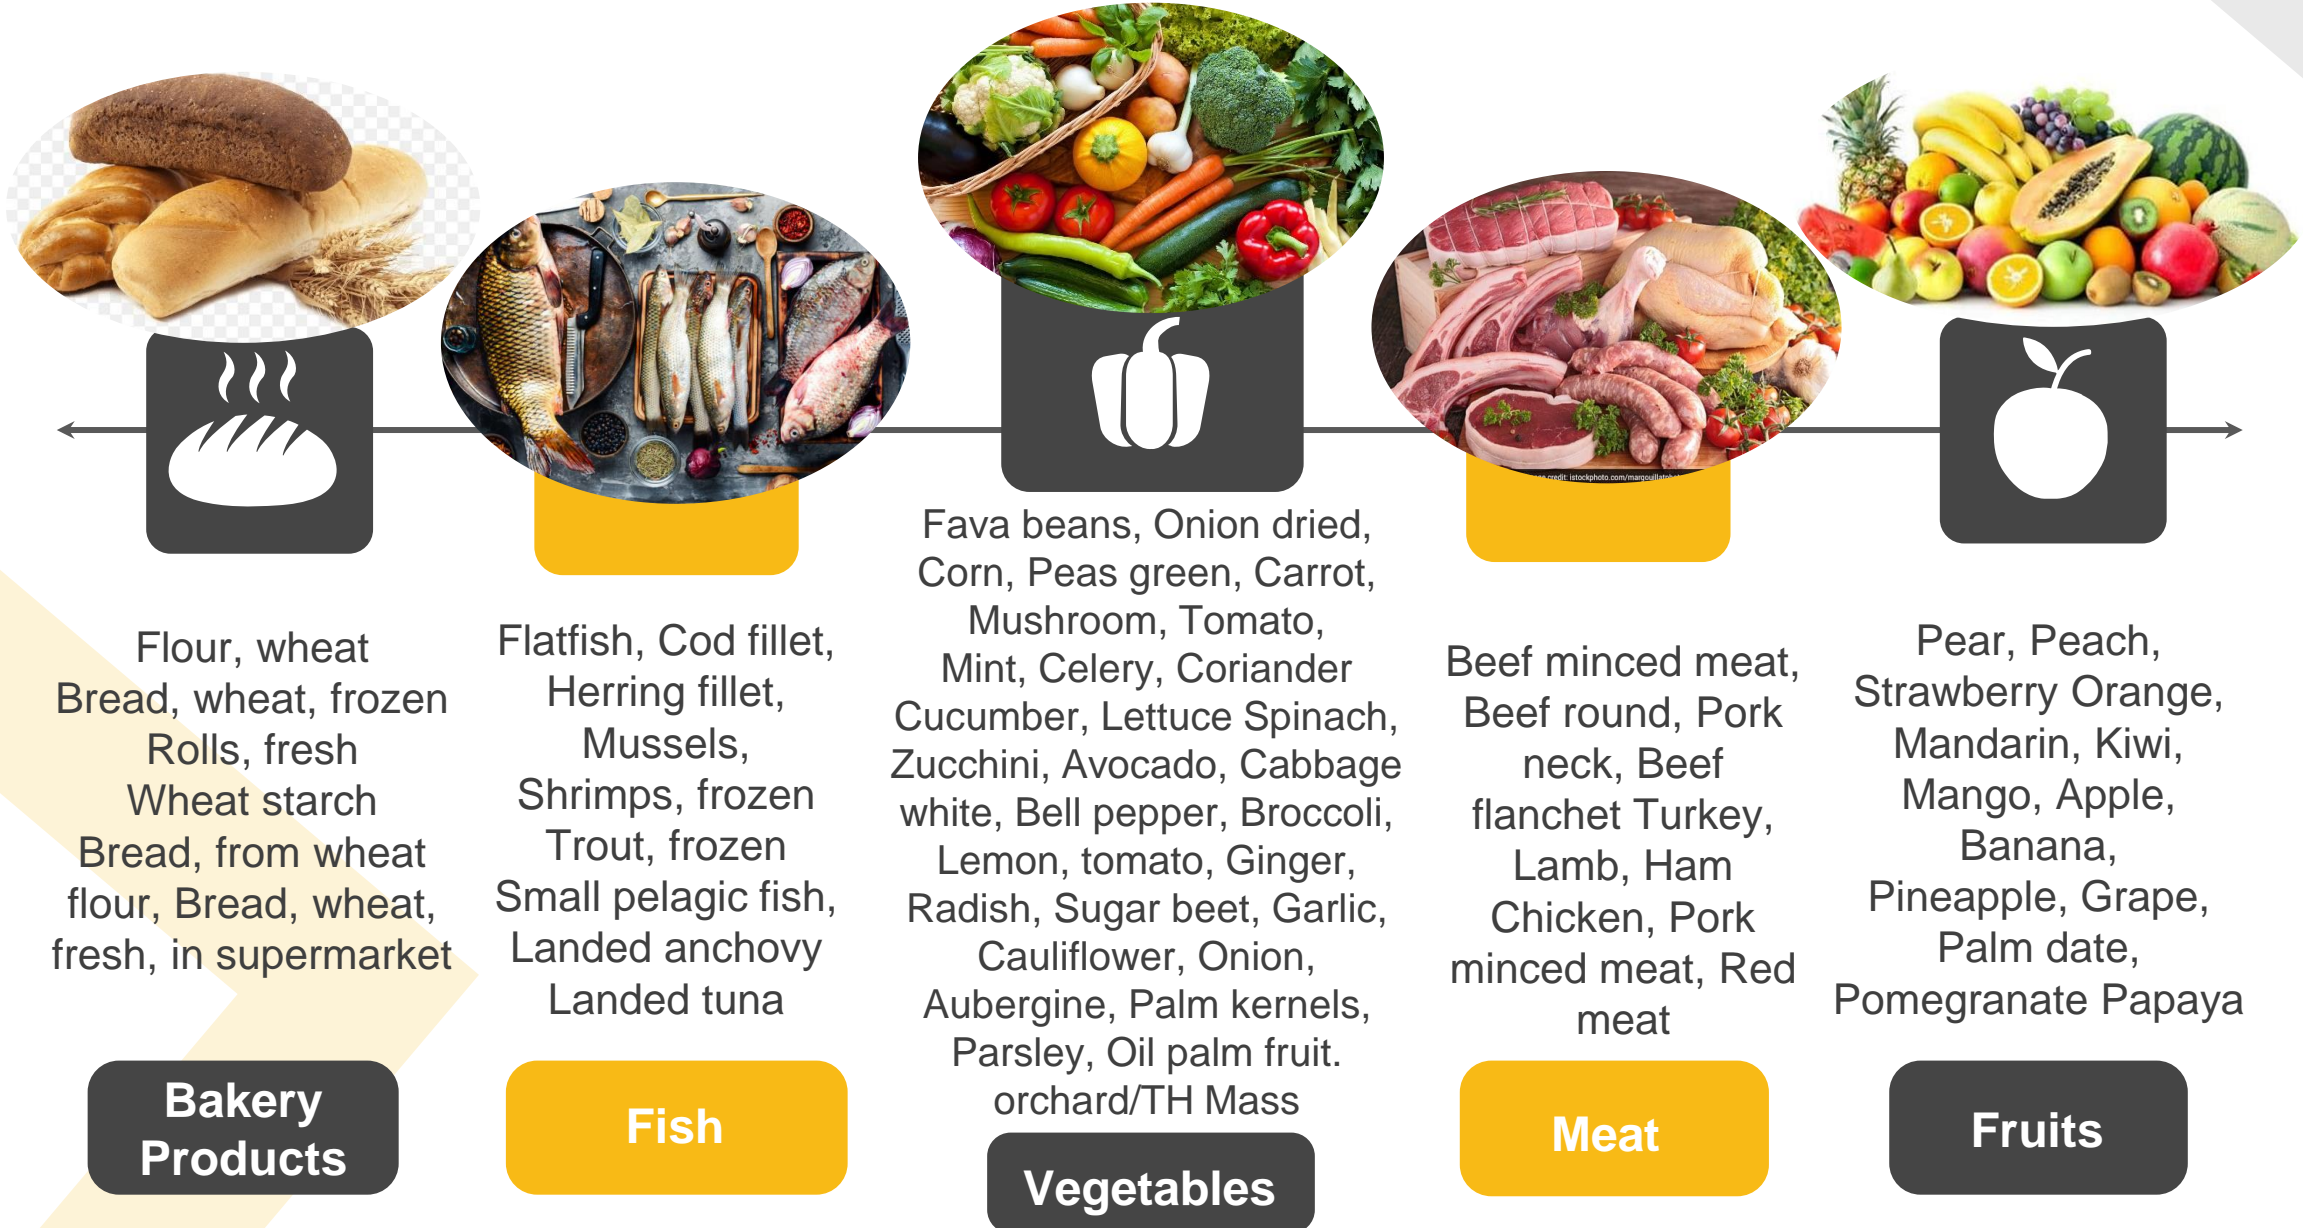 Flour, wheat
Bread, wheat, frozen
Rolls, fresh
Wheat starch
Bread, from wheat
flour, Bread, wheat,
fresh, in supermarket
Bakery
Products
Flatfish, Cod fillet,
Herring fillet,
Mussels,
Shrimps, frozen
Trout, frozen
Small pelagic fish,
Landed anchovy
Landed tuna
Fish
Fava beans, Onion dried,
Corn, Peas green, Carrot,
Mushroom, Tomato,
Mint, Celery, Coriander
Cucumber, Lettuce Spinach,
Zucchini, Avocado, Cabbage
white, Bell pepper, Broccoli,
Lemon, tomato, Ginger,
Radish, Sugar beet, Garlic,
Cauliflower, Onion,
Aubergine, Palm kernels,
Parsley, Oil palm fruit.
orchard/TH Mass
Vegetables
credit: istockphoto.com/margouillat
Beef minced meat,
Beef round, Pork
neck, Beef
flanchet Turkey,
Lamb, Ham
Chicken, Pork
minced meat, Red
meat
Meat
Pear, Peach,
Strawberry Orange,
Mandarin, Kiwi,
Mango, Apple,
Banana,
Pineapple, Grape,
Palm date,
Pomegranate Papaya
Fruits